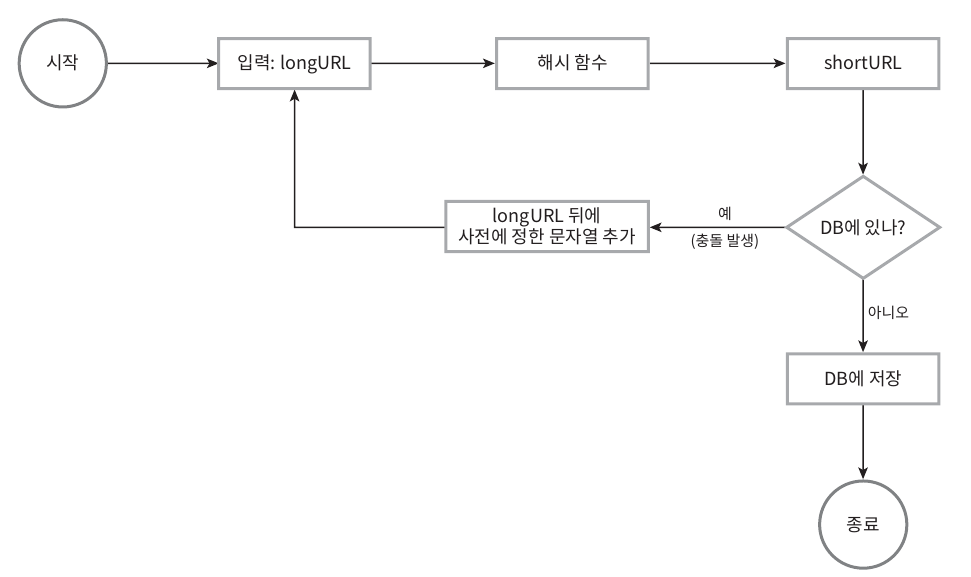 시작
입력: longURL
해시 함수
shortURL
longURL 뒤에
사전에 정한 문자열 추가
예
(충돌 발생)
DB에 있나?
아니오
DB에 저장
종료